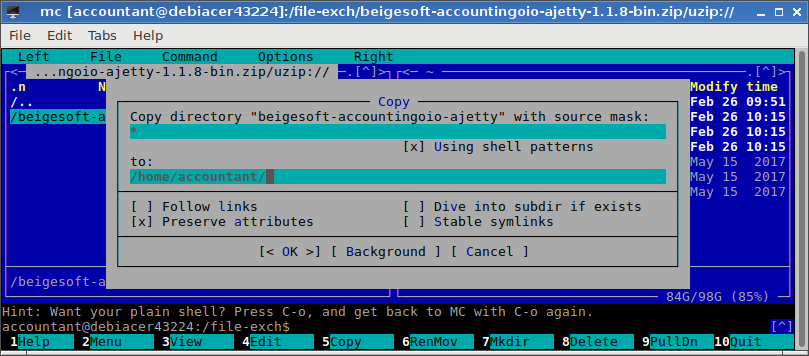 mc [accountant@debiacer43224]:/file-exch/beigesoft-accountingoio-ajetty-1.1.8-bin.zip/uzip://
File Edit Tabs Help
Left File Command Options Right
<─ ...ngoio-ajetty-1.1.8-bin.zip/uzip:// ─.[^]> <─ ~ .[^]>
.n N Modify time
/.. Feb 26 09:51
/beigesoft-a Feb 26 10:15
Feb 26 10:15
Feb 26 10:15
May 15 2017
May 15 2017
May 15 2017
Copy
Copy directory "beigesoft-accountingoio-ajetty" with source mask:
*
[x] Using shell patterns
to:
/home/accountant/
[ ] Follow links [ ] Dive into subdir if exists
[x] Preserve attributes [ ] Stable symlinks
[< OK >] [ Background ] [ Cancel ]
/beigesoft-a
84G/98G (85%)
Hint: Want your plain shell? Press C-o, and get back to MC with C-o again.
accountant@debiacer43224:/file-exch$ [^]
1Help 2Menu 3View 4Edit 5Copy 6RenMov 7Mkdir 8Delete 9PullDn 10Quit